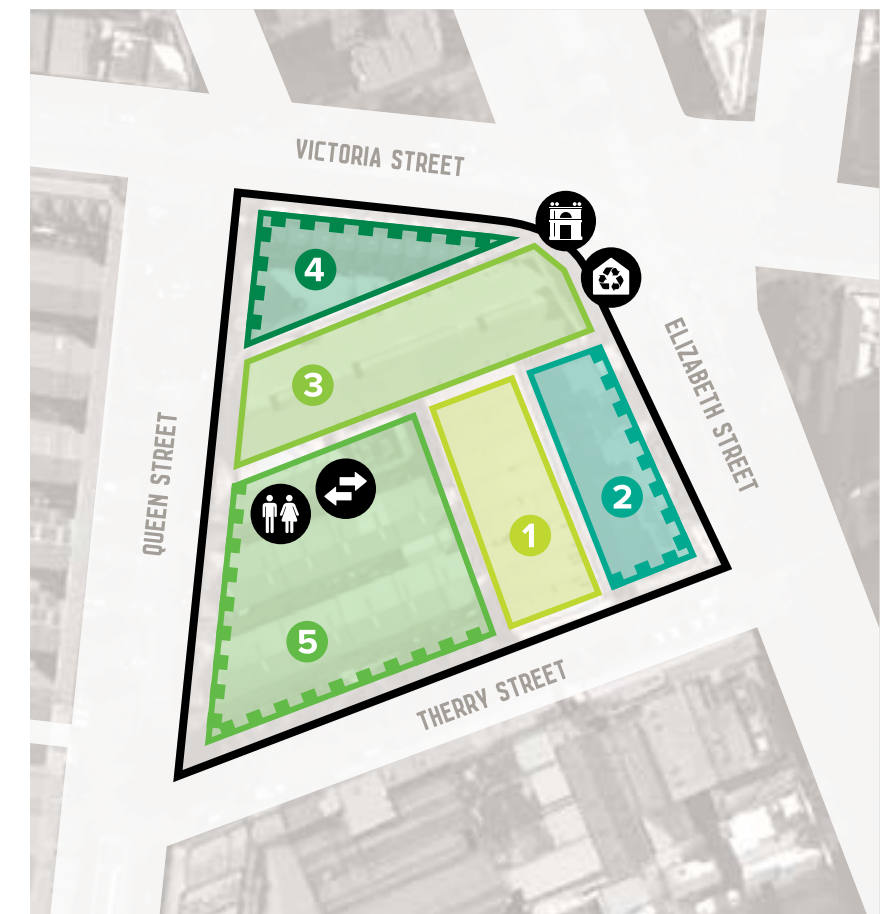 VICTORIA STREET
4
3
ELIZABETH STREET
QUEEN STREET
2
1
5
THERRY STREET